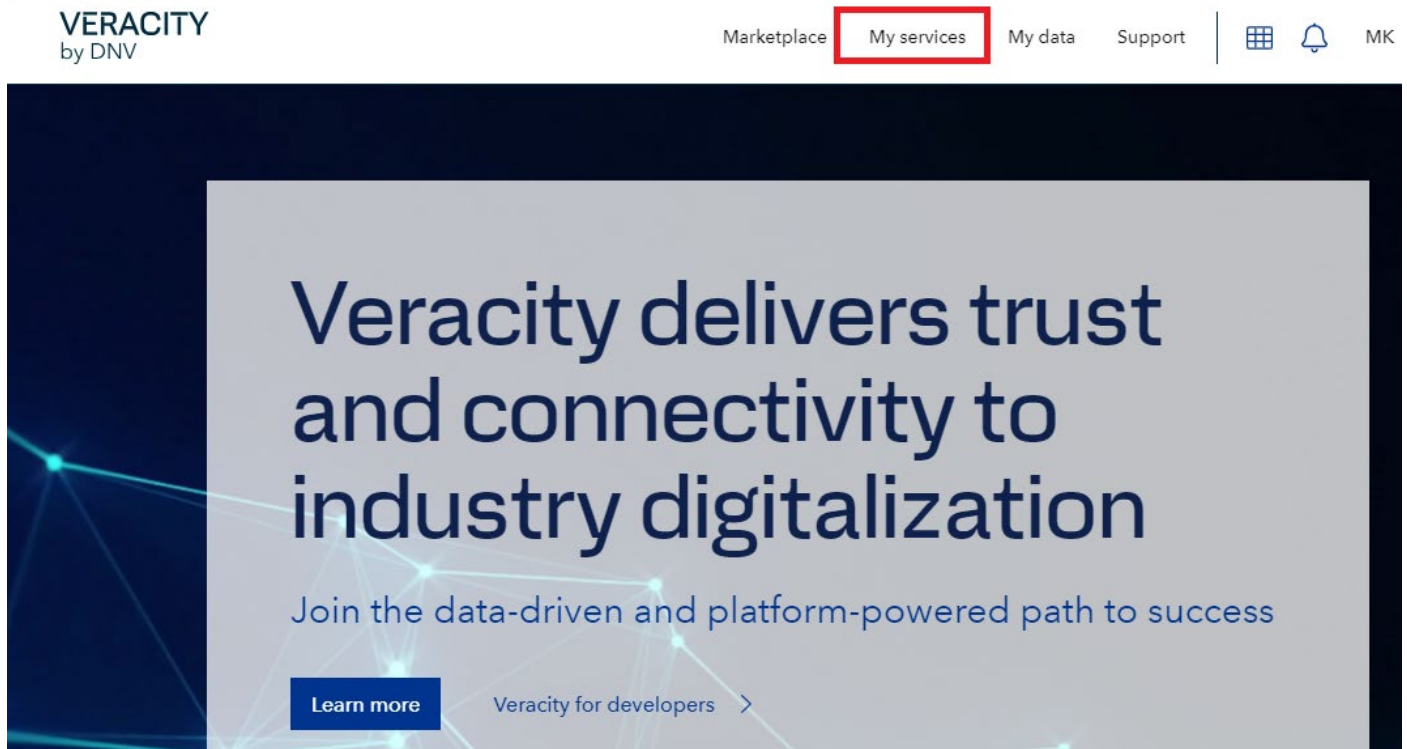 VERACITY
by DNV
Marketplace My services My data Support MK
Veracity delivers trust
and connectivity to
industry digitalization
Join the data-driven and platform-powered path to success
Learn more Veracity for developers